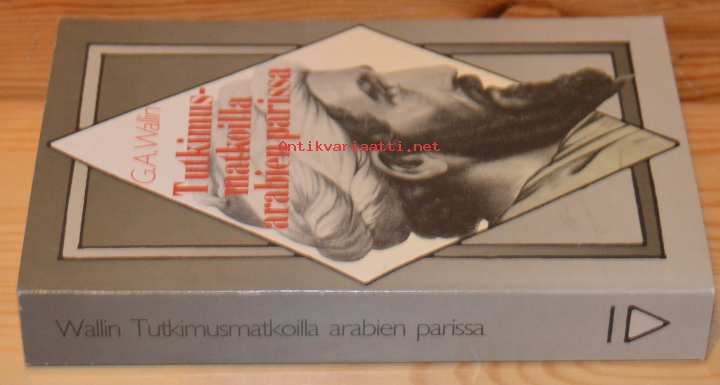 G.A. Wallin
Tutkimus-
matkoilla
arabien parissa
Antikvariaatti.net
Wallin Tutkimusmatkoilla arabien parissa